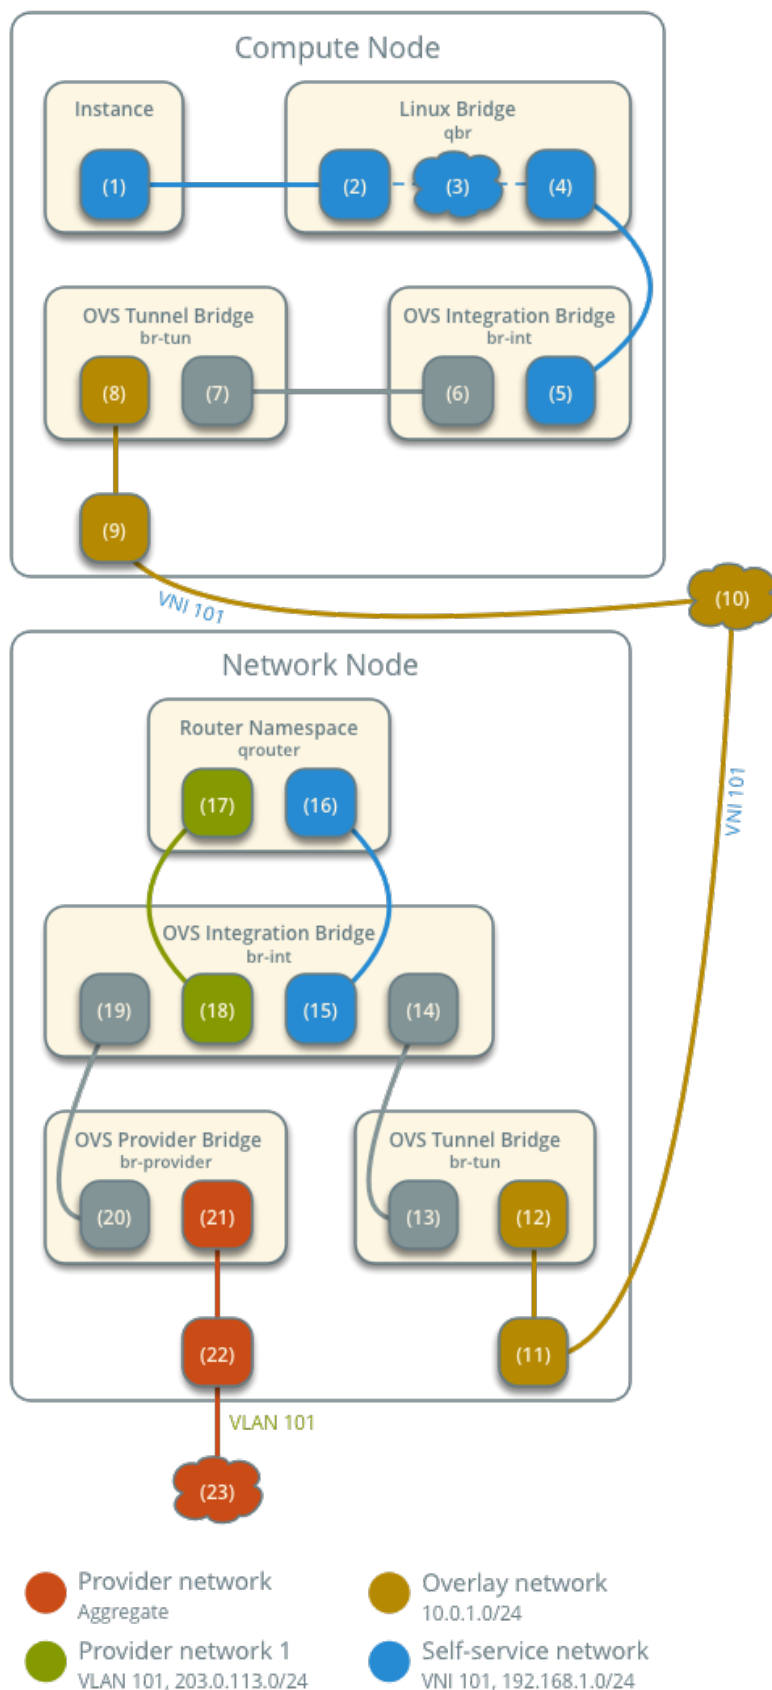 Compute Node
Instance
Linux Bridge
qbr
(1)
(2)
(3)
(4)
OVS Tunnel Bridge
br-tun
OVS Integration Bridge
br-int
(8)
(7)
(6)
(5)
(9)
VNI 101
(10)
Network Node
Router Namespace
qrouter
(17)
(16)
VNI 101
OVS Integration Bridge
br-int
(19)
(18)
(15)
(14)
OVS Provider Bridge
br-provider
OVS Tunnel Bridge
br-tun
(20)
(21)
(13)
(12)
(22)
(11)
VLAN 101
(23)
Provider network
Aggregate
Overlay network
10.0.1.0/24
Provider network 1
VLAN 101, 203.0.113.0/24
Self-service network
VNI 101, 192.168.1.0/24